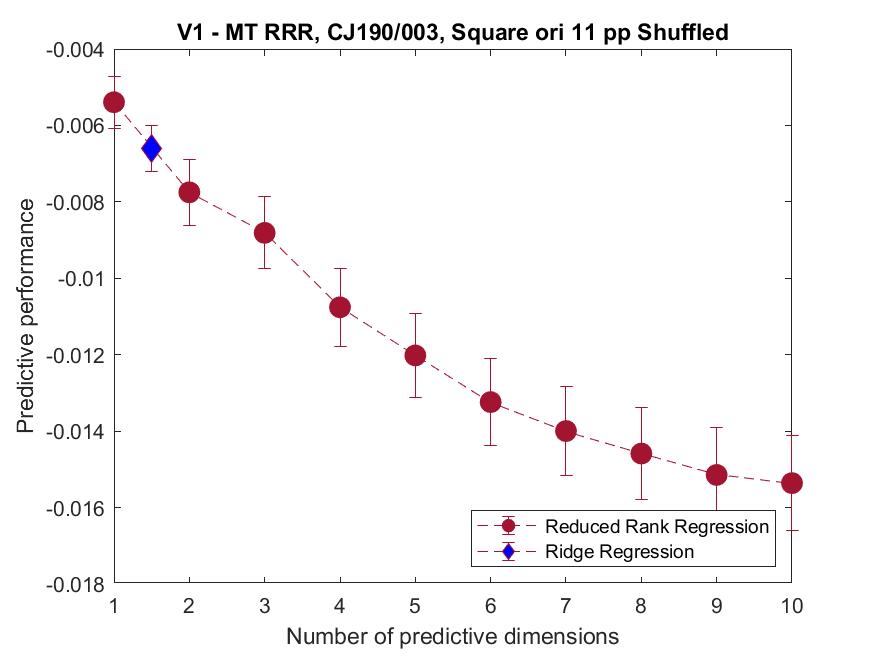 V1 - MT RRR, CJ190/003, Square ori 11 pp Shuffled
-0.004
-0.006
-0.008
-0.01
-0.012
-0.014
-0.016
-0.018
Predictive performance
Reduced Rank Regression
Ridge Regression
1 2 3 4 5 6 7 8 9 10
Number of predictive dimensions